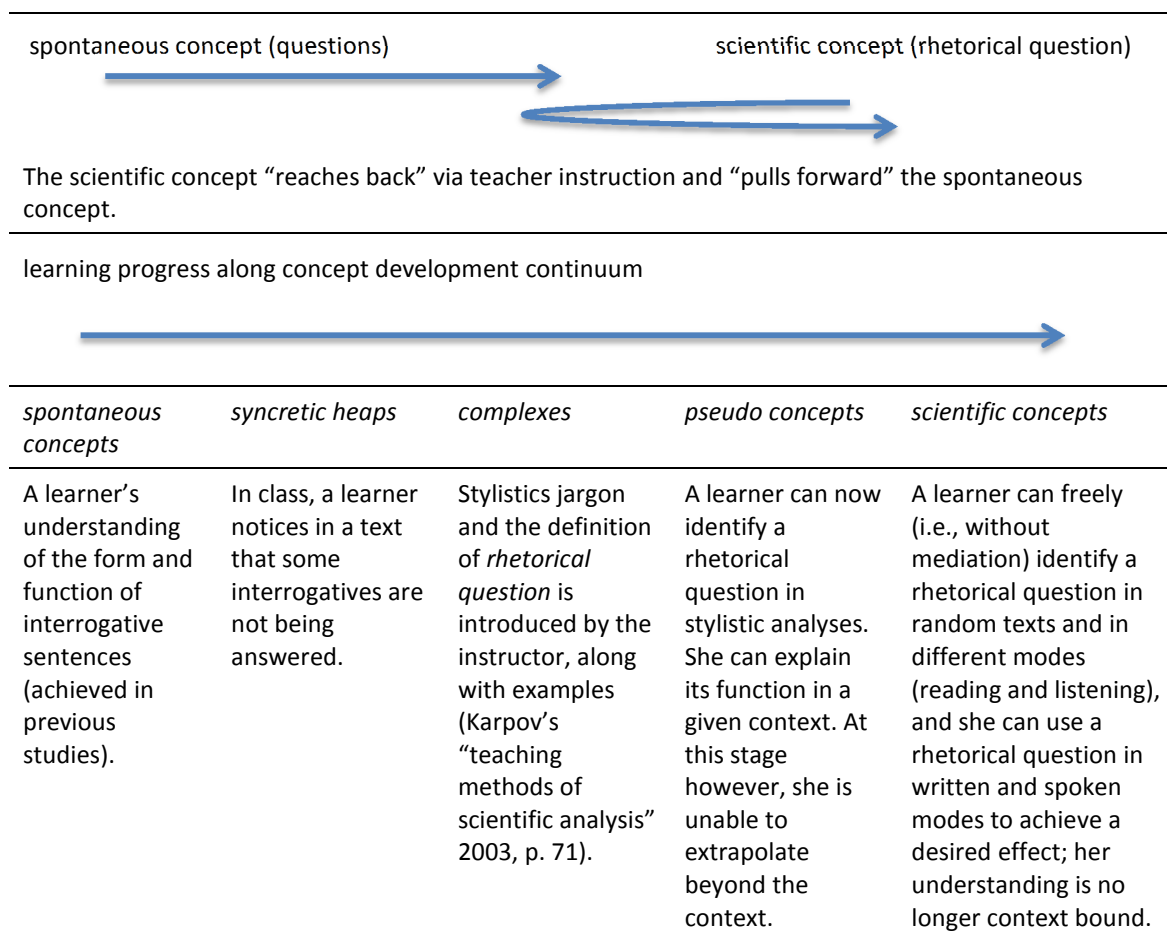 spontaneous concept (questions)
scientific concept (rhetorical question)
The scientific concept “reaches back” via teacher instruction and “pulls forward” the spontaneous
concept.
learning progress along concept development continuum
spontaneous
concepts
syncretic heaps
complexes
pseudo concepts
scientific concepts
A learner’s
understanding
of the form and
function of
interrogative
sentences
(achieved in
previous
studies).
In class, a learner
notices in a text
that some
interrogatives are
not being
answered.
Stylistics jargon
and the definition
of rhetorical
question is
introduced by the
instructor, along
with examples
(Karpov’s
“teaching
methods of
scientific analysis”
2003, p. 71).
A learner can now
identify a
rhetorical
question in
stylistic analyses.
She can explain
its function in a
given context. At
this stage
however, she is
unable to
extrapolate
beyond the
context.
A learner can freely
(i.e., without
mediation) identify a
rhetorical question in
random texts and in
different modes
(reading and listening),
and she can use a
rhetorical question in
written and spoken
modes to achieve a
desired effect; her
understanding is no
longer context bound.